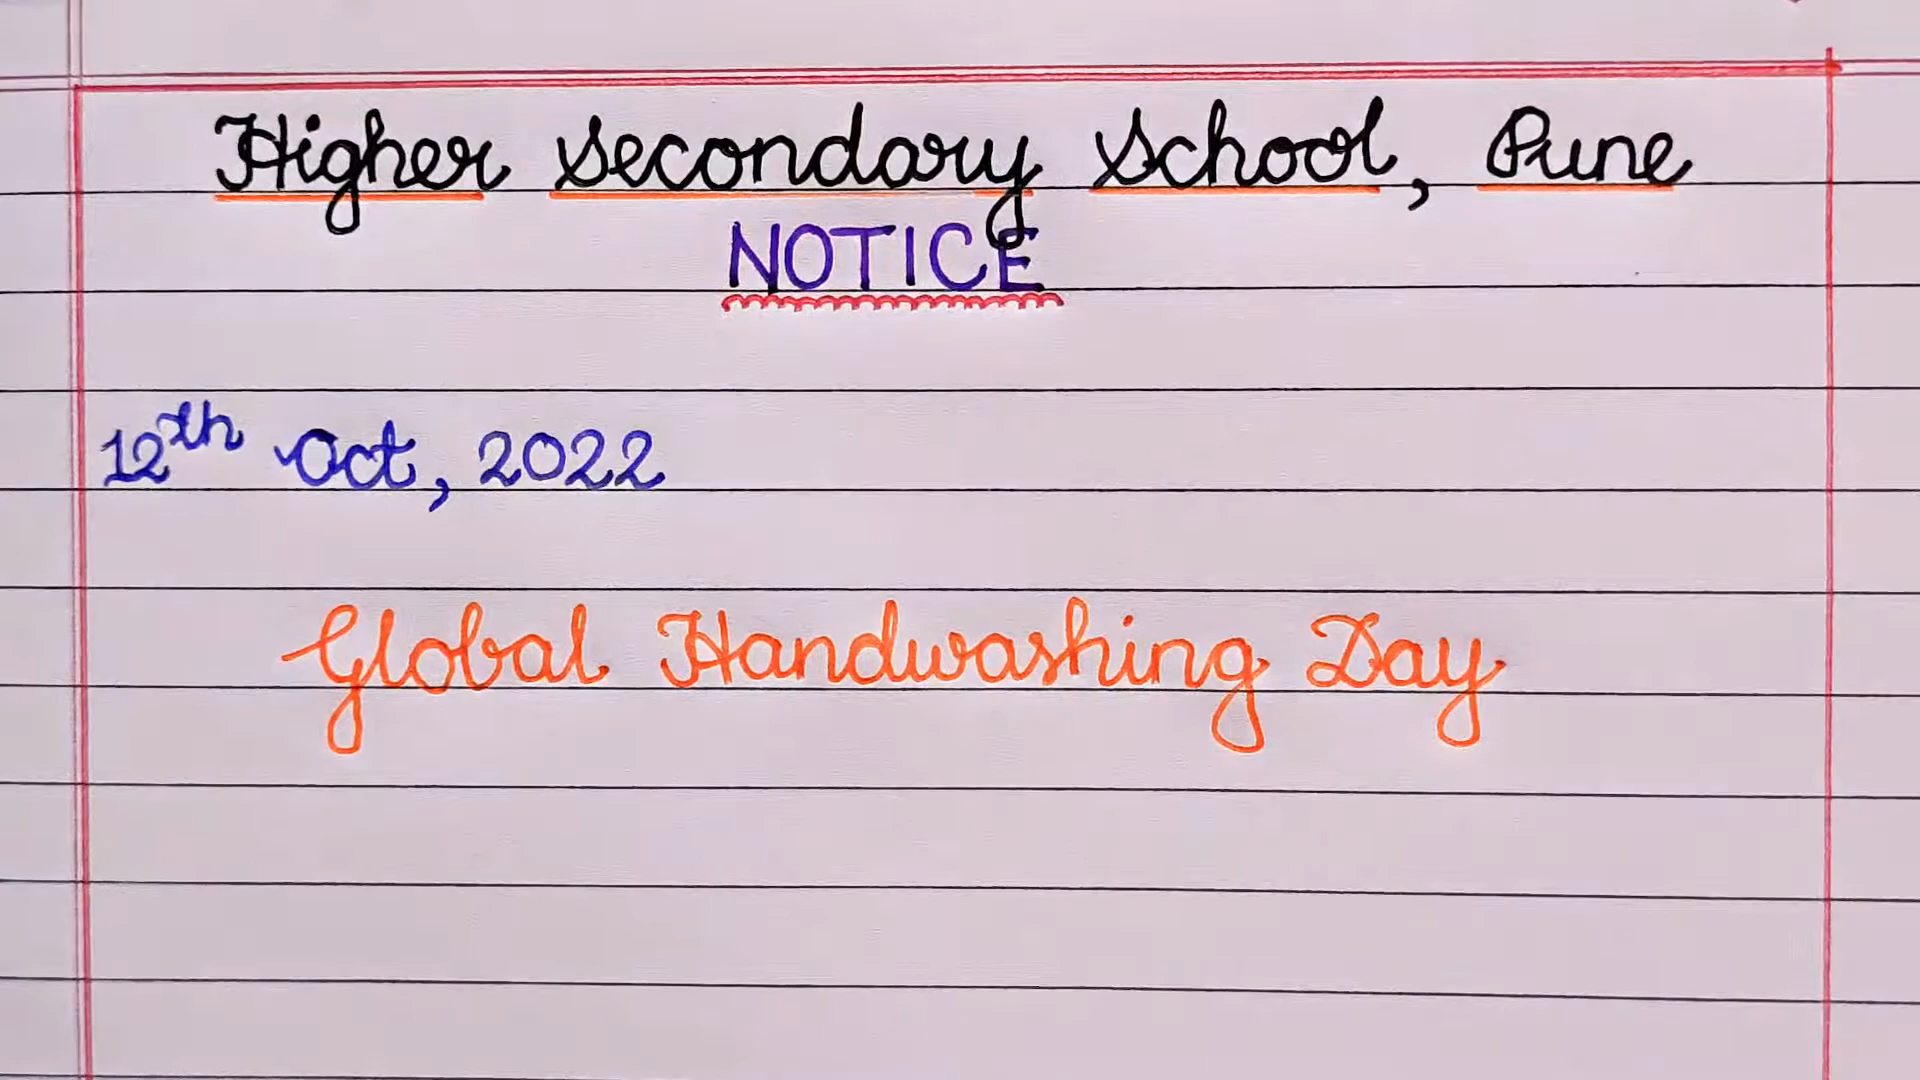 Higher Secondary School, Pune
NOTICE
12th Oct, 2022
Global Handwashing Day